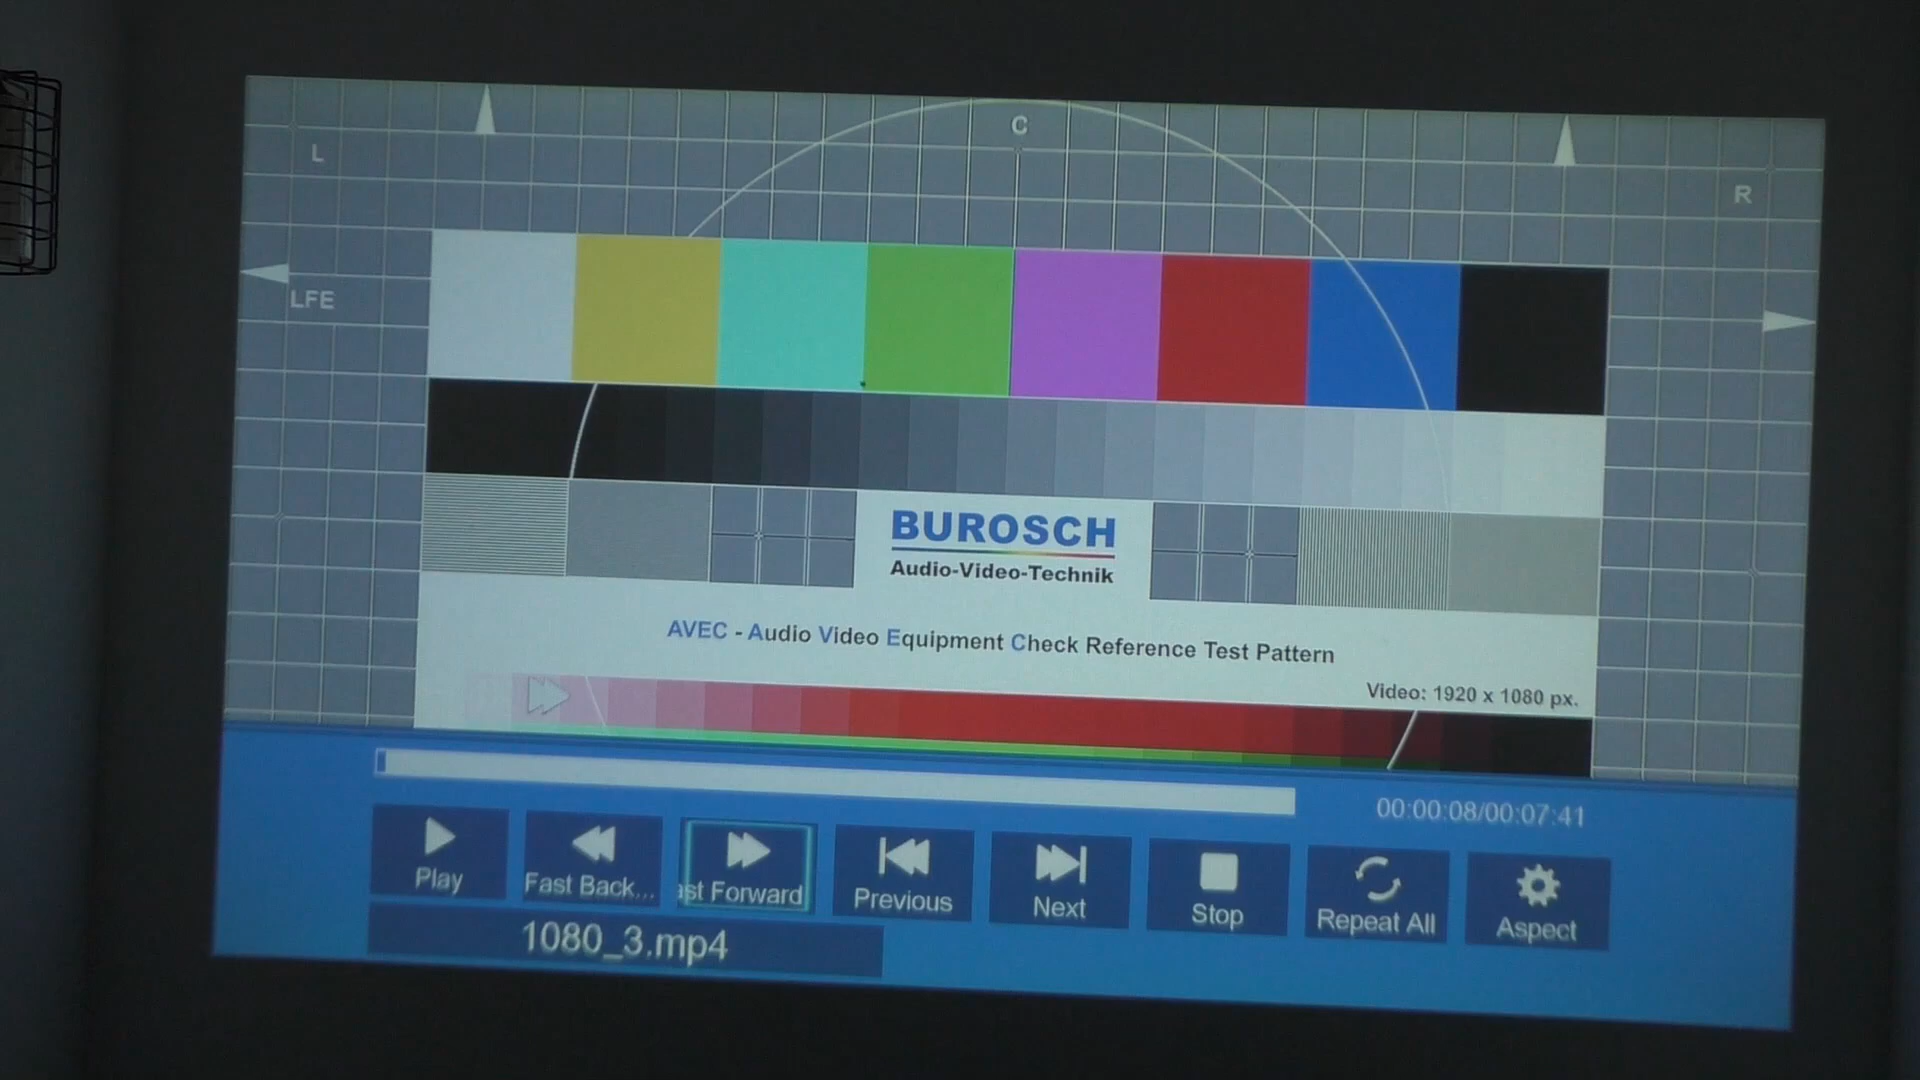 C
L
R
LFE
BUROSCH
Audio-Video-Technik
AVEC - Audio Video Equipment Check Reference Test Pattern
Video: 1920 x 1080 px.
00:00:08/00:07:41
Play
Fast Back...
ast Forward
Previous
Next
Stop
Repeat All
Aspect
1080_3.mp4